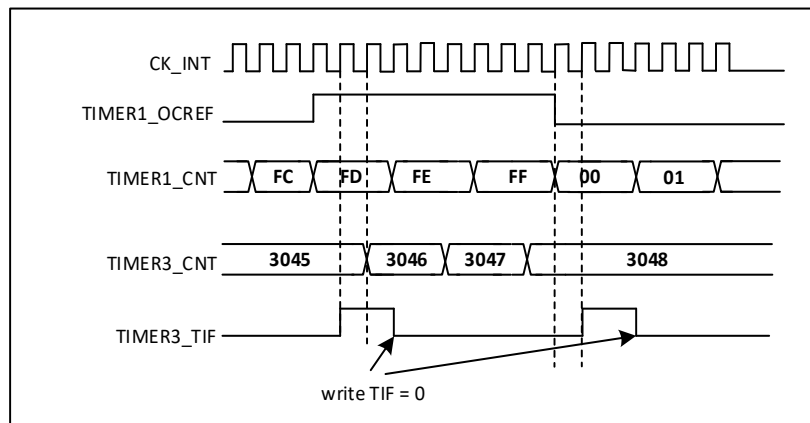 CK_INT
TIMER1_OCREF
TIMER1_CNT FC FD FE FF 00 01
TIMER3_CNT 3045 3046 3047 3048
TIMER3_TIF
write TIF = 0